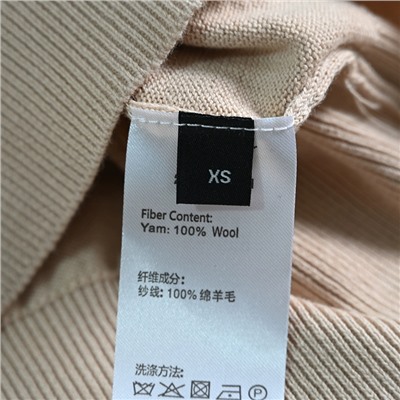 XS
Fiber Content:
Yam: 100% Wool
纤维成分:
纱线: 100% 绵羊毛
洗涤方法:
P